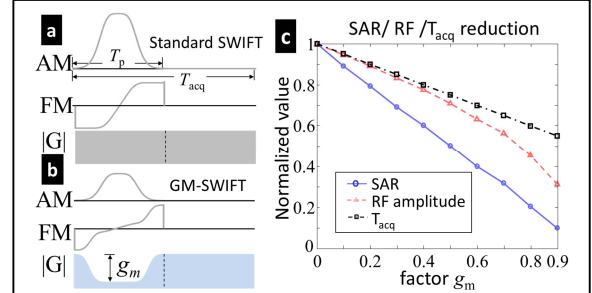 a
Standard SWIFT
AM
Tp
Tacq
FM
|G|
b
GM-SWIFT
AM
FM
|G|
gm
c
SAR/ RF /Tacq reduction
Normalized value
1
0.8
0.6
0.4
0.2
0
SAR
RF amplitude
Tacq
0 0.2 0.4 0.6 0.8 0.9
factor gm